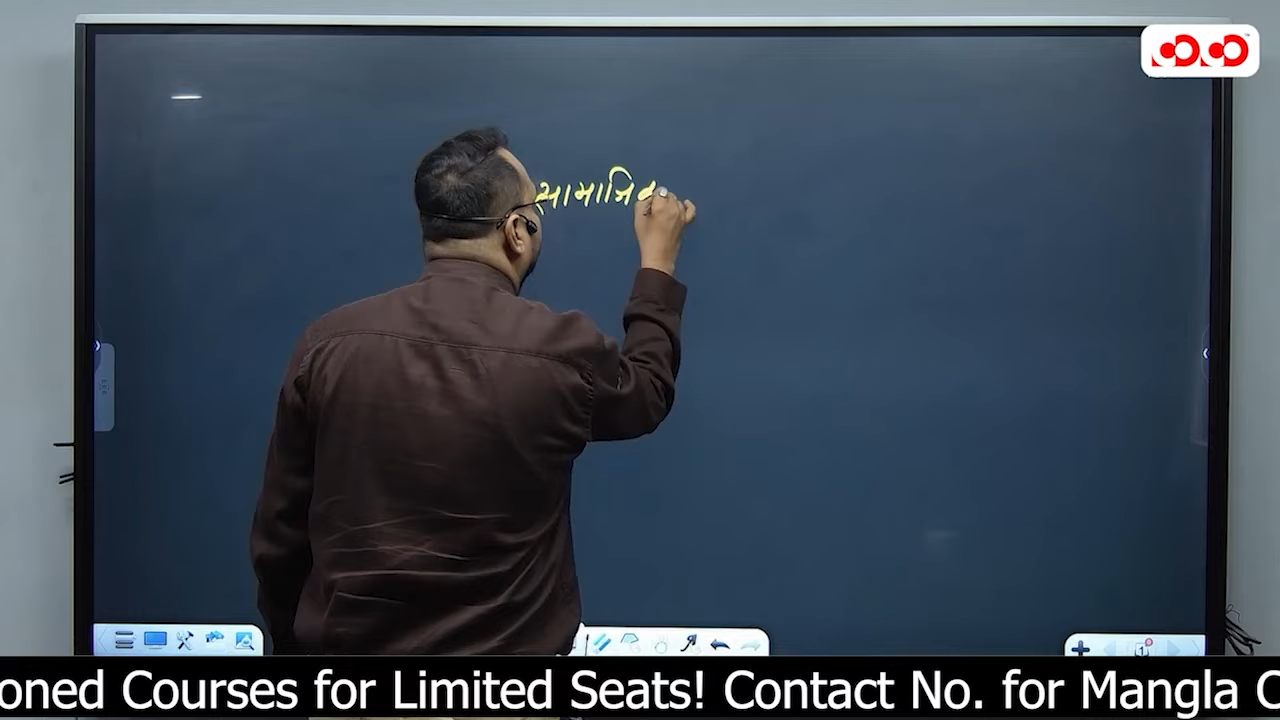 સામાજિક
oned Courses for Limited Seats! Contact No. for Mangla C